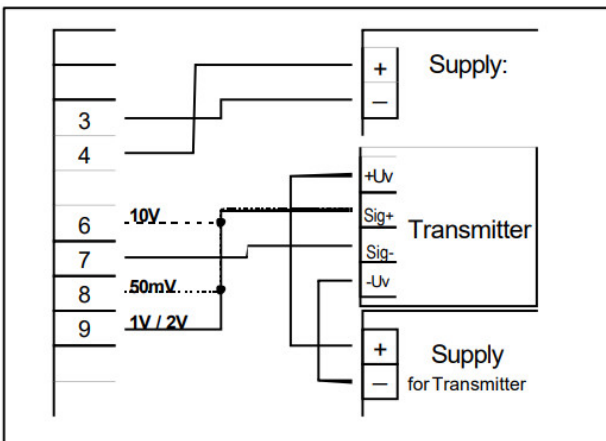 3
4
6
7
8
9
10V
50mV
1V / 2V
+
–
Supply:
+Uv
Sig+
Sig-
-Uv
Transmitter
+
–
Supply
for Transmitter